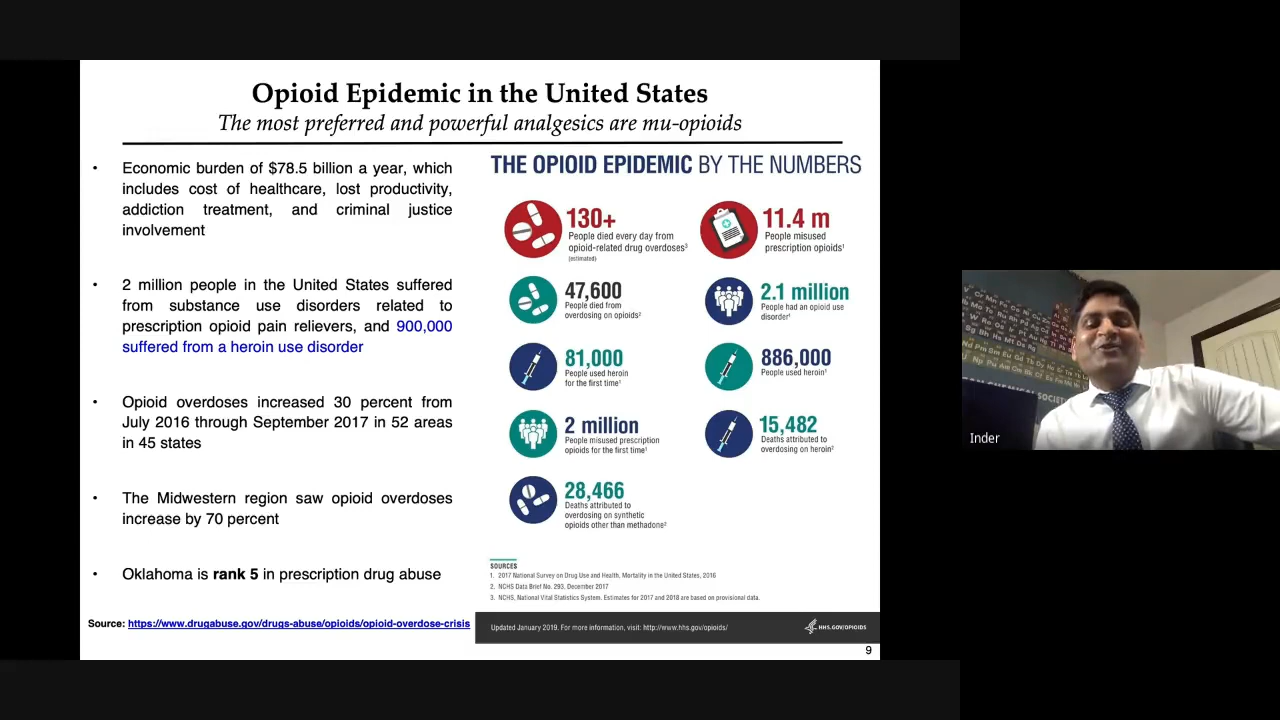 Opioid Epidemic in the United States
The most preferred and powerful analgesics are mu-opioids
• Economic burden of $78.5 billion a year, which
includes cost of healthcare, lost productivity,
addiction treatment, and criminal justice
involvement
• 2 million people in the United States suffered
from substance use disorders related to
prescription opioid pain relievers, and 900,000
suffered from a heroin use disorder
• Opioid overdoses increased 30 percent from
July 2016 through September 2017 in 52 areas
in 45 states
• The Midwestern region saw opioid overdoses
increase by 70 percent
• Oklahoma is rank 5 in prescription drug abuse
Source: https://www.drugabuse.gov/drugs-abuse/opioids/opioid-overdose-crisis
THE OPIOID EPIDEMIC BY THE NUMBERS
130+
People died every day from
opioid-related drug overdoses³
(estimated)
11.4 m
People misused
prescription opioids¹
47,600
People died from
overdosing on opioids²
2.1 million
People had an opioid use
disorder¹
81,000
People used heroin
for the first time¹
886,000
People used heroin¹
2 million
People misused prescription
opioids for the first time¹
15,482
Deaths attributed to
overdosing on heroin²
28,466
Deaths attributed to
overdosing on synthetic
opioids other than methadone²
SOURCES
1. 2017 National Survey on Drug Use and Health, Mortality in the United States, 2016
2. NCHS Data Brief No. 293, December 2017
3. NCHS, National Vital Statistics System. Estimates for 2017 and 2018 are based on provisional data.
Updated January 2019. For more information, visit: http://www.hhs.gov/opioids/
HHS.GOV/OPIOIDS
9
Inder